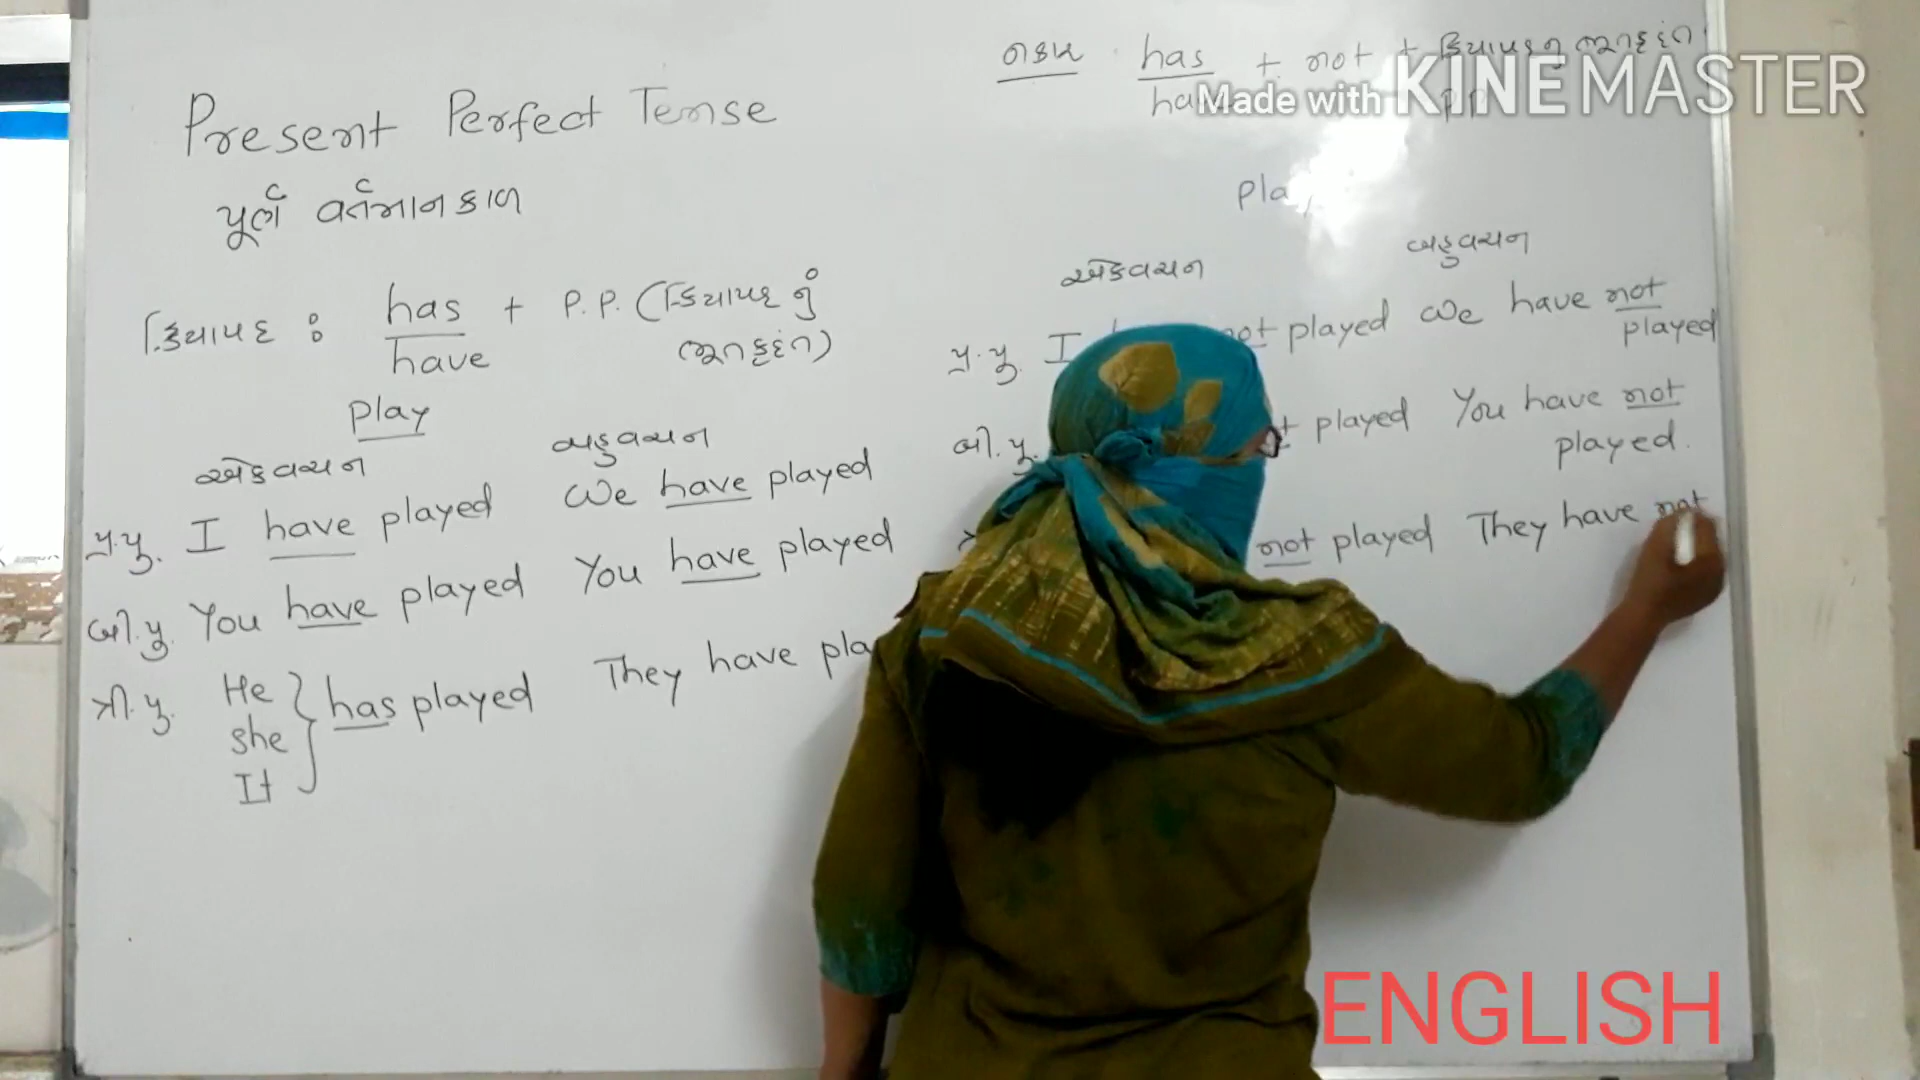 Present Perfect Tense
પૂર્ણ વર્તમાનકાળ
ક્રિયાપદ : has + P.P. (ક્રિયાપદ નું
have ભૂતકૃદંત)
play
એકવચન બહુવચન
પ્ર.પુ. I have played We have played
બી.પુ. You have played You have played
ત્રી.પુ. He } has played They have
she
It
નકાર has + not + ક્રિયાપદનું ભૂતકૃદંત
Made with KINEMASTER
P.P.
એકવચન બહુવચન
પ્ર.પુ. I not played We have not
played
બી.પુ. played You have not
played.
not played They have not
ENGLISH